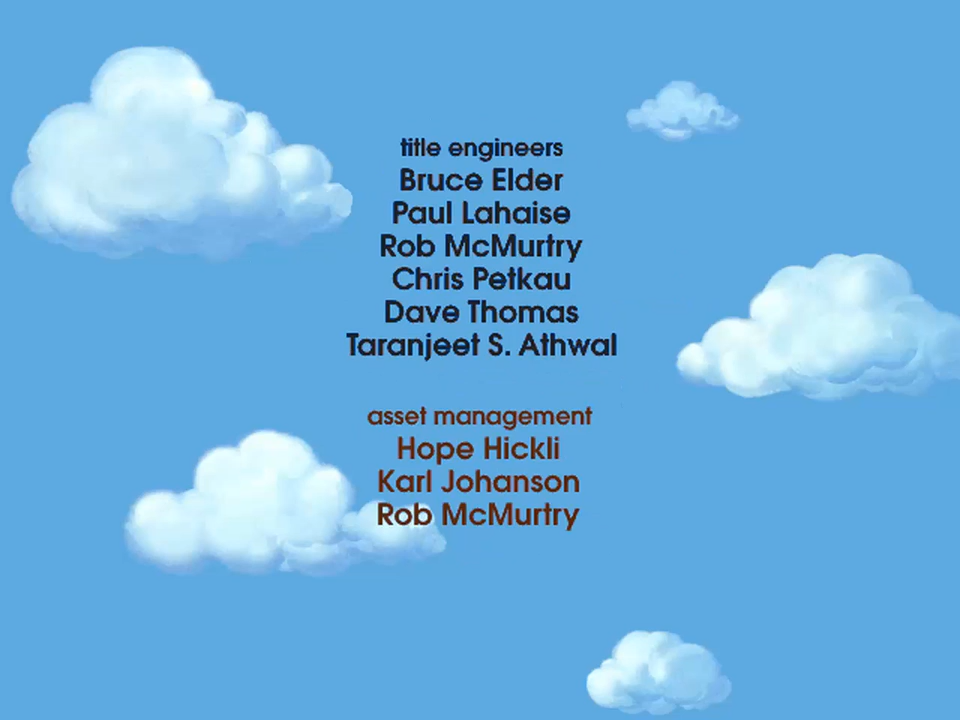 title engineers
Bruce Elder
Paul Lahaise
Rob McMurtry
Chris Petkau
Dave Thomas
Taranjeet S. Athwal
asset management
Hope Hickli
Karl Johanson
Rob McMurtry